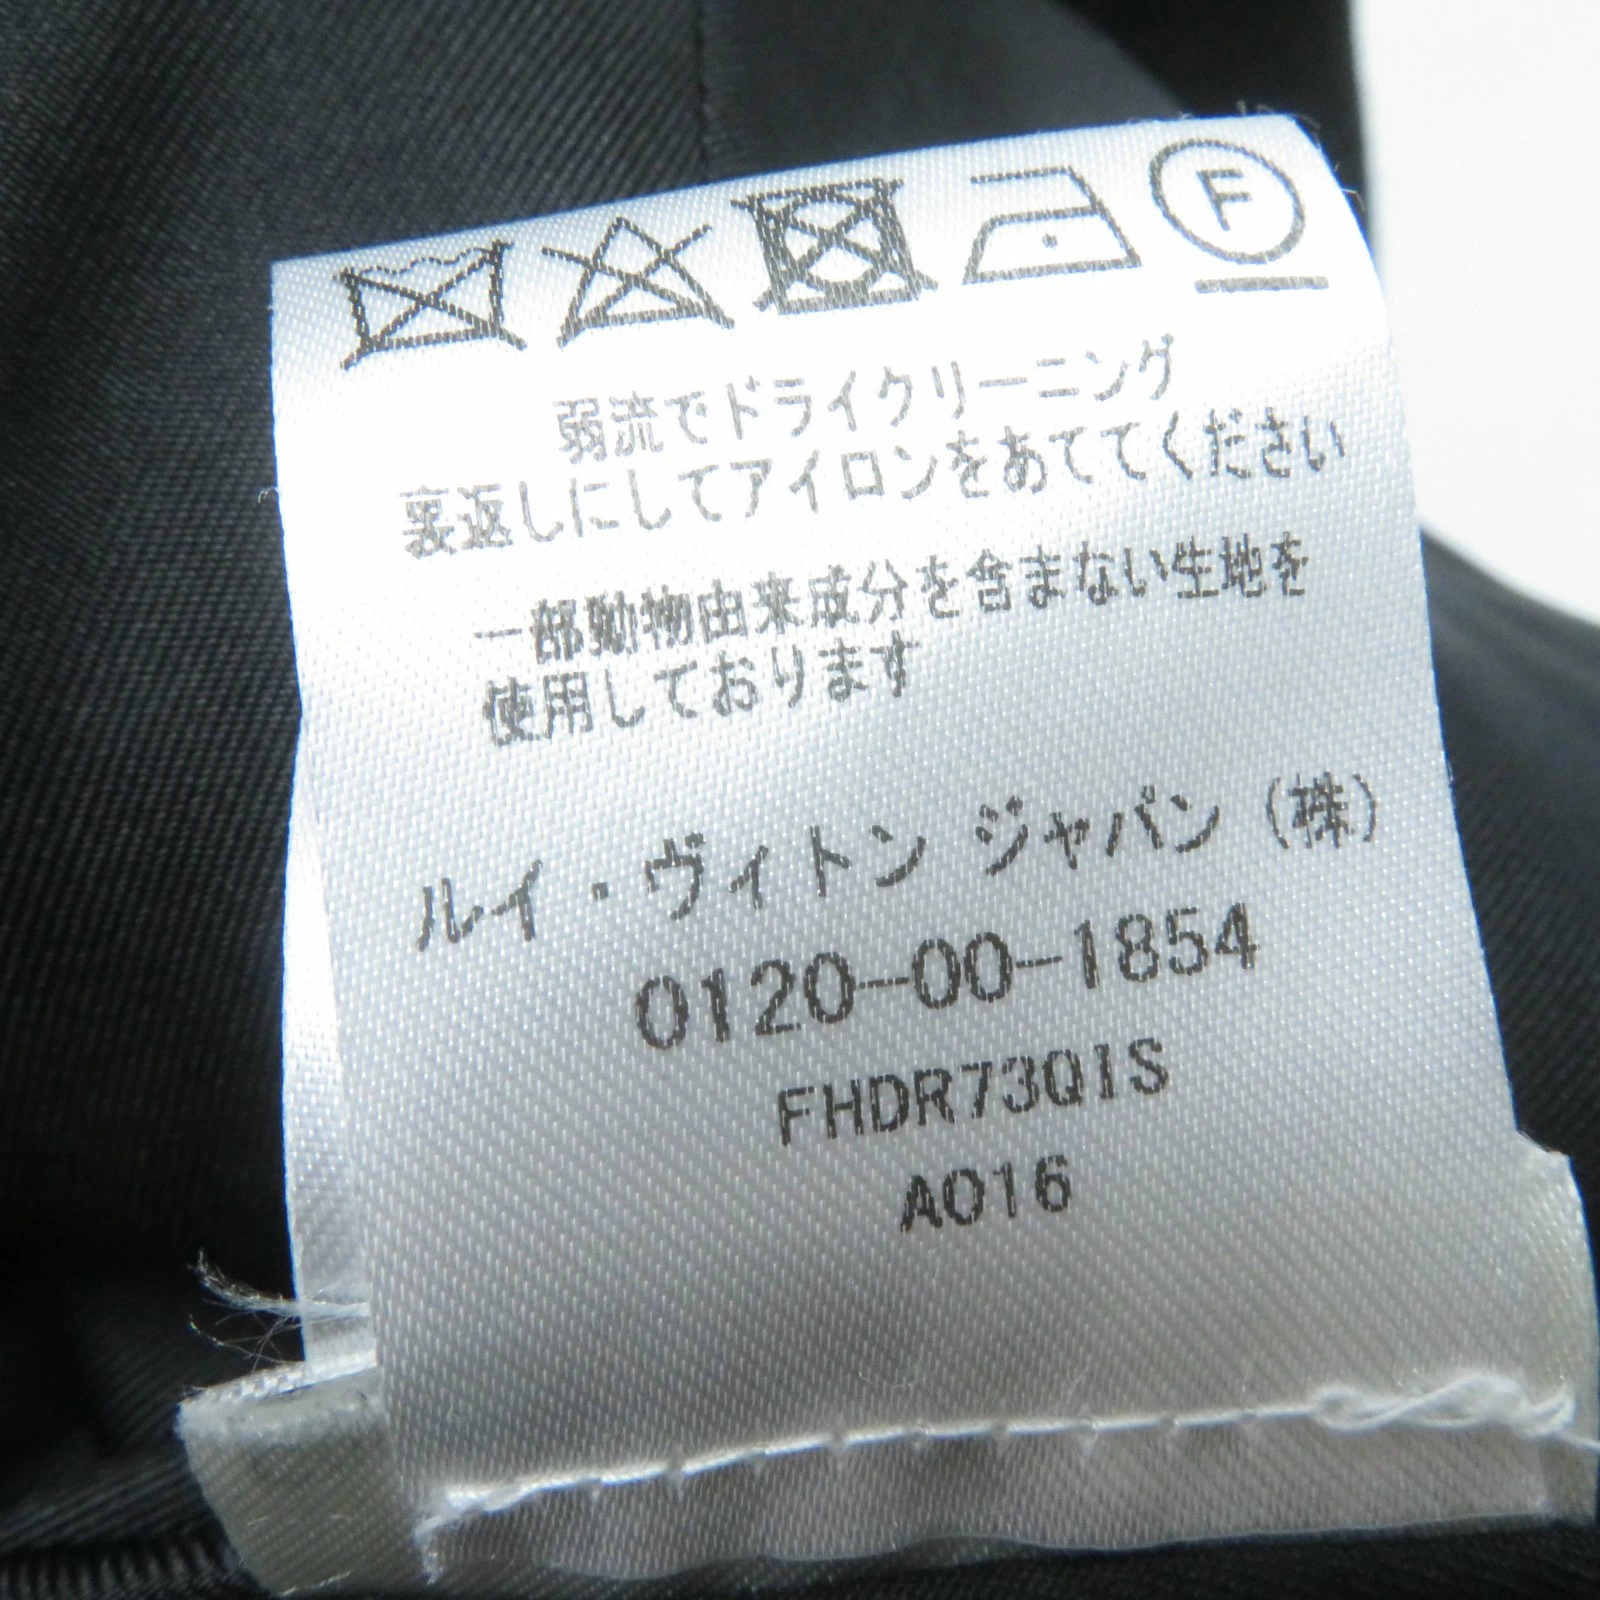 F
弱流でドライクリーニング
裏返しにしてアイロンをあててください
一部動物由来成分を含まない生地を
使用しております
ルイ・ヴィトン ジャパン (株)
0120-00-1854
FHDR73QIS
A016